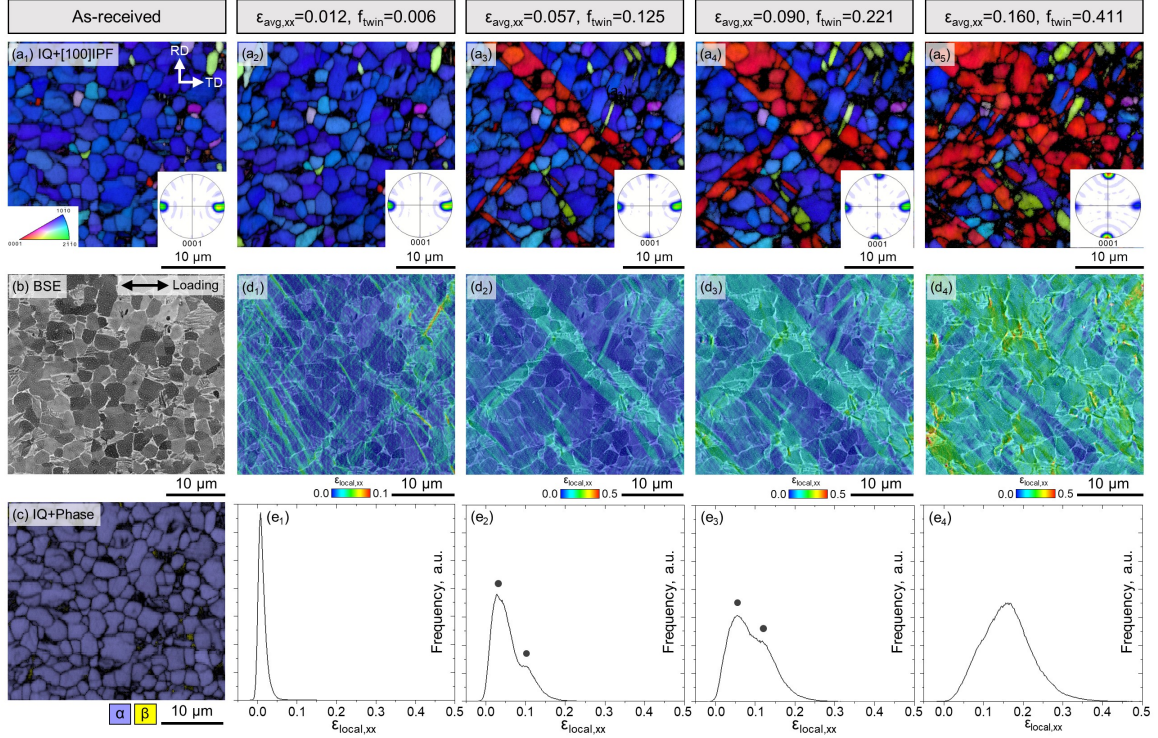 As-received
ε_avg,xx=0.012, f_twin=0.006
ε_avg,xx=0.057, f_twin=0.125
ε_avg,xx=0.090, f_twin=0.221
ε_avg,xx=0.160, f_twin=0.411
(a₁) IQ+[100]IPF
RD
TD
(a₂)
(a₃)
(a₄)
(a₅)
1010
0001
2110
0001
0001
0001
0001
0001
10 µm
10 µm
10 µm
10 µm
10 µm
(b) BSE
Loading
(d₁)
(d₂)
(d₃)
(d₄)
10 µm
0.0
ε_local,xx
0.1
10 µm
0.0
ε_local,xx
0.5
10 µm
0.0
ε_local,xx
0.5
10 µm
0.0
ε_local,xx
0.5
10 µm
(c) IQ+Phase
α
β
10 µm
(e₁)
Frequency, a.u.
0.0 0.1 0.2 0.3 0.4 0.5
ε_local,xx
(e₂)
Frequency, a.u.
0.0 0.1 0.2 0.3 0.4 0.5
ε_local,xx
(e₃)
Frequency, a.u.
0.0 0.1 0.2 0.3 0.4 0.5
ε_local,xx
(e₄)
Frequency, a.u.
0.0 0.1 0.2 0.3 0.4 0.5
ε_local,xx